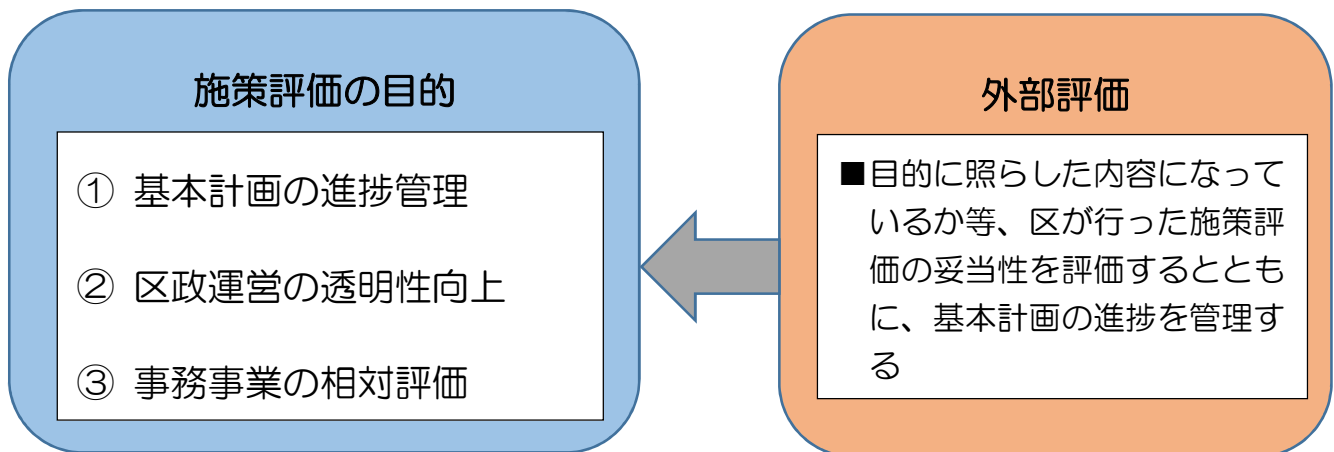 施策評価の目的
① 基本計画の進捗管理
② 区政運営の透明性向上
③ 事務事業の相対評価
外部評価
■目的に照らした内容になって
いるか等、区が行った施策評
価の妥当性を評価するととも
に、基本計画の進捗を管理す
る